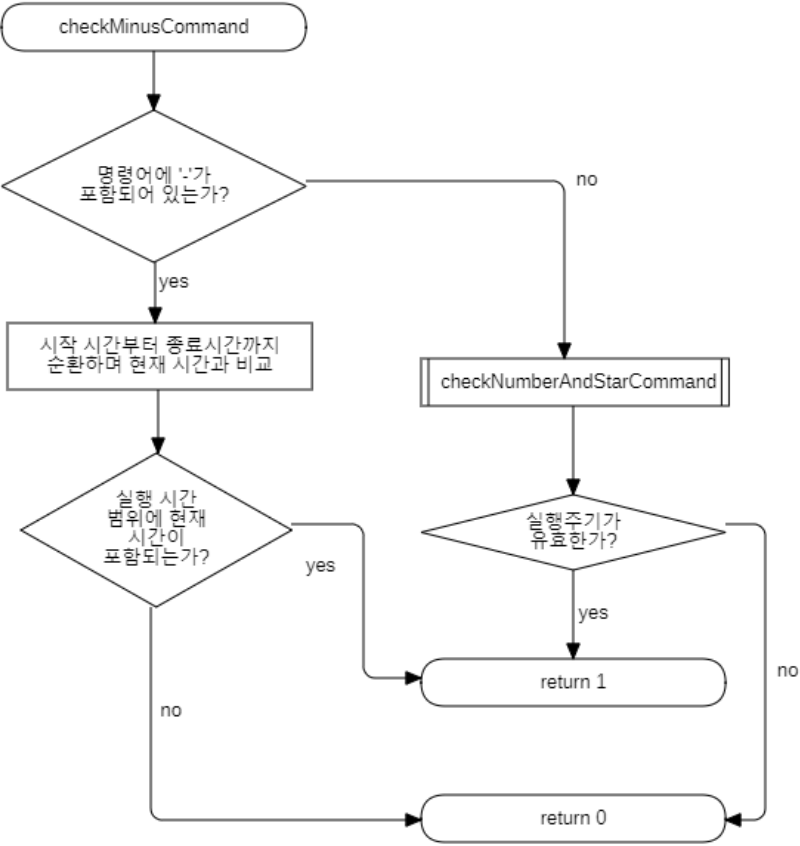 checkMinusCommand
명령어에 '-'가
포함되어 있는가?
no
yes
시작 시간부터 종료시간까지
순환하며 현재 시간과 비교
checkNumberAndStarCommand
실행 시간
범위에 현재
시간이
포함되는가?
실행주기가
유효한가?
yes
yes
return 1
no
no
return 0